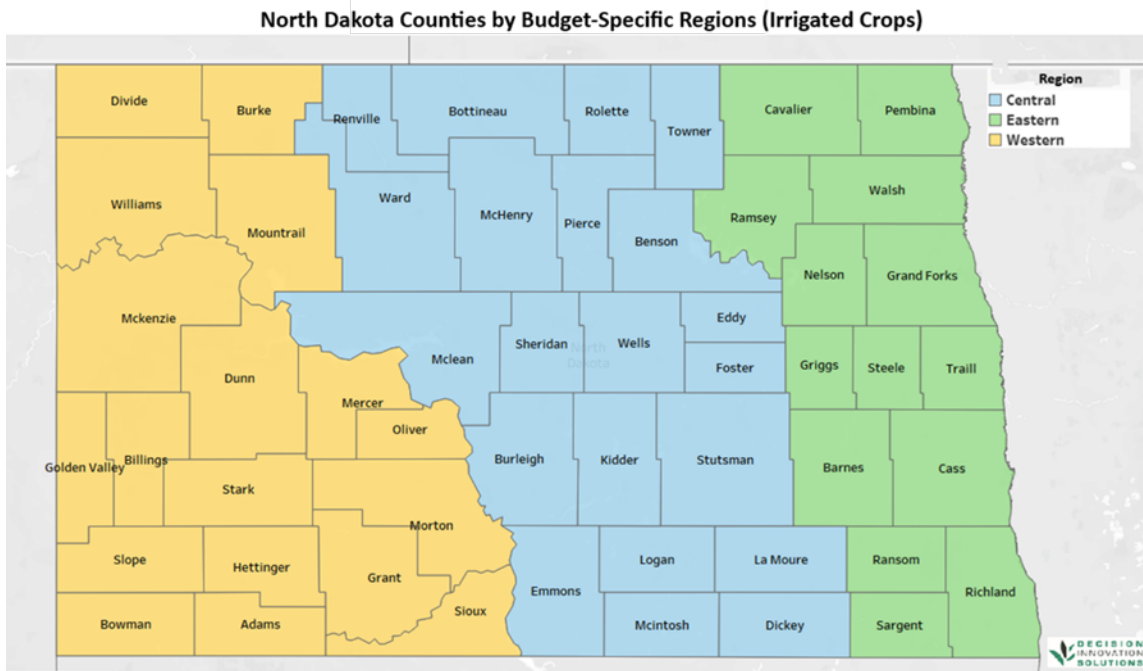 North Dakota Counties by Budget-Specific Regions (Irrigated Crops)
Region
Central
Eastern
Western
Divide
Burke
Renville
Bottineau
Rolette
Towner
Cavalier
Pembina
Williams
Mountrail
Ward
McHenry
Pierce
Benson
Ramsey
Walsh
Nelson
Grand Forks
Mckenzie
Dunn
Mclean
Sheridan
Wells
North
Dakota
Eddy
Foster
Griggs
Steele
Traill
Mercer
Oliver
Golden Valley
Billings
Stark
Burleigh
Kidder
Stutsman
Barnes
Cass
Morton
Slope
Hettinger
Grant
Emmons
Logan
La Moure
Ransom
Richland
Bowman
Adams
Sioux
Mcintosh
Dickey
Sargent
DECISION
INNOVATION
SOLUTIONS